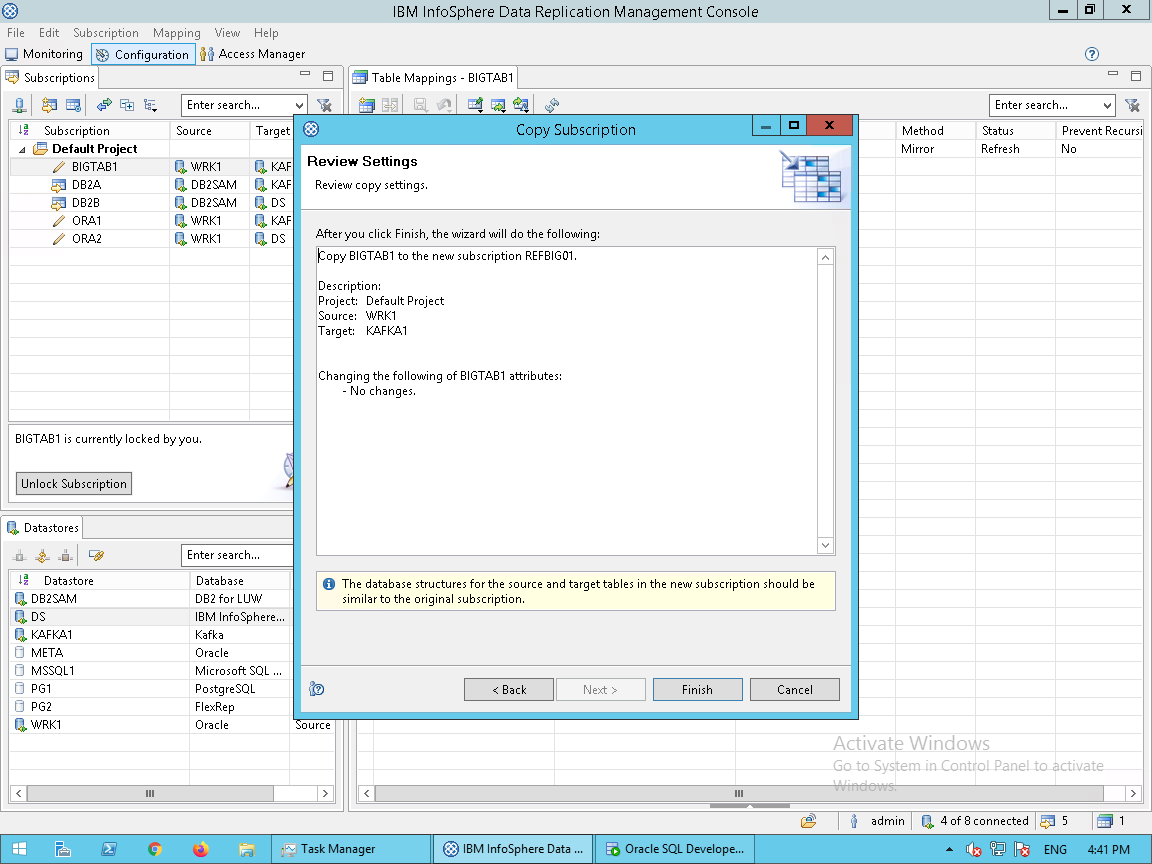 IBM InfoSphere Data Replication Management Console
File Edit Subscription Mapping View Help
Monitoring Configuration Access Manager
Subscriptions
Enter search...
Subscription Source Target
Default Project
BIGTAB1 WRK1 KAF
DB2A DB2SAM KAF
DB2B DB2SAM DS
ORA1 WRK1 KAF
ORA2 WRK1 DS
BIGTAB1 is currently locked by you.
Unlock Subscription
Datastores
Enter search...
Datastore Database
DB2SAM DB2 for LUW
DS IBM InfoSphere...
KAFKA1 Kafka
META Oracle
MSSQL1 Microsoft SQL ...
PG1 PostgreSQL
PG2 FlexRep
WRK1 Oracle Source
Table Mappings - BIGTAB1
Enter search...
Method Status Prevent Recursi
Mirror Refresh No
Copy Subscription
Review Settings
Review copy settings.
After you click Finish, the wizard will do the following:
Copy BIGTAB1 to the new subscription REFBIG01.
Description:
Project: Default Project
Source: WRK1
Target: KAFKA1
Changing the following of BIGTAB1 attributes:
- No changes.
The database structures for the source and target tables in the new subscription should be
similar to the original subscription.
< Back Next > Finish Cancel
Activate Windows
Go to System in Control Panel to activate
Windows.
admin 4 of 8 connected 5 1
Task Manager IBM InfoSphere Data ... Oracle SQL Develope... ENG 4:41 PM